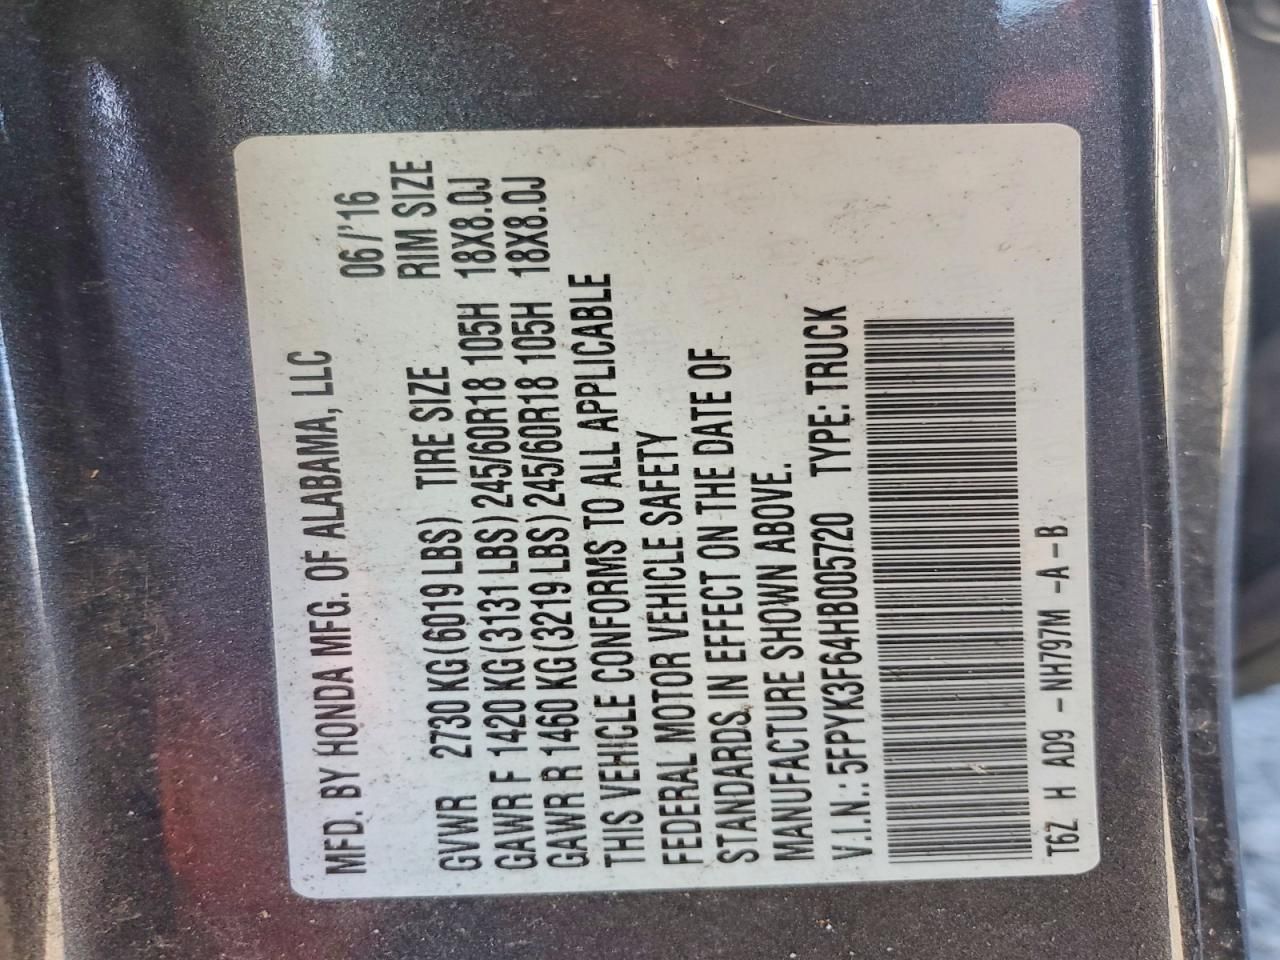 MFD. BY HONDA MFG. OF ALABAMA, LLC
06/'16
GVWR 2730 KG(6019 LBS) TIRE SIZE RIM SIZE
GAWR F 1420 KG(3131 LBS) 245/60R18 105H 18X8.0J
GAWR R 1460 KG(3219 LBS) 245/60R18 105H 18X8.0J
THIS VEHICLE CONFORMS TO ALL APPLICABLE
FEDERAL MOTOR VEHICLE SAFETY
STANDARDS IN EFFECT ON THE DATE OF
MANUFACTURE SHOWN ABOVE.
V.I.N.: 5FPYK3F64HB005720 TYPE: TRUCK
T6Z H AD9 - NH797M -A-B